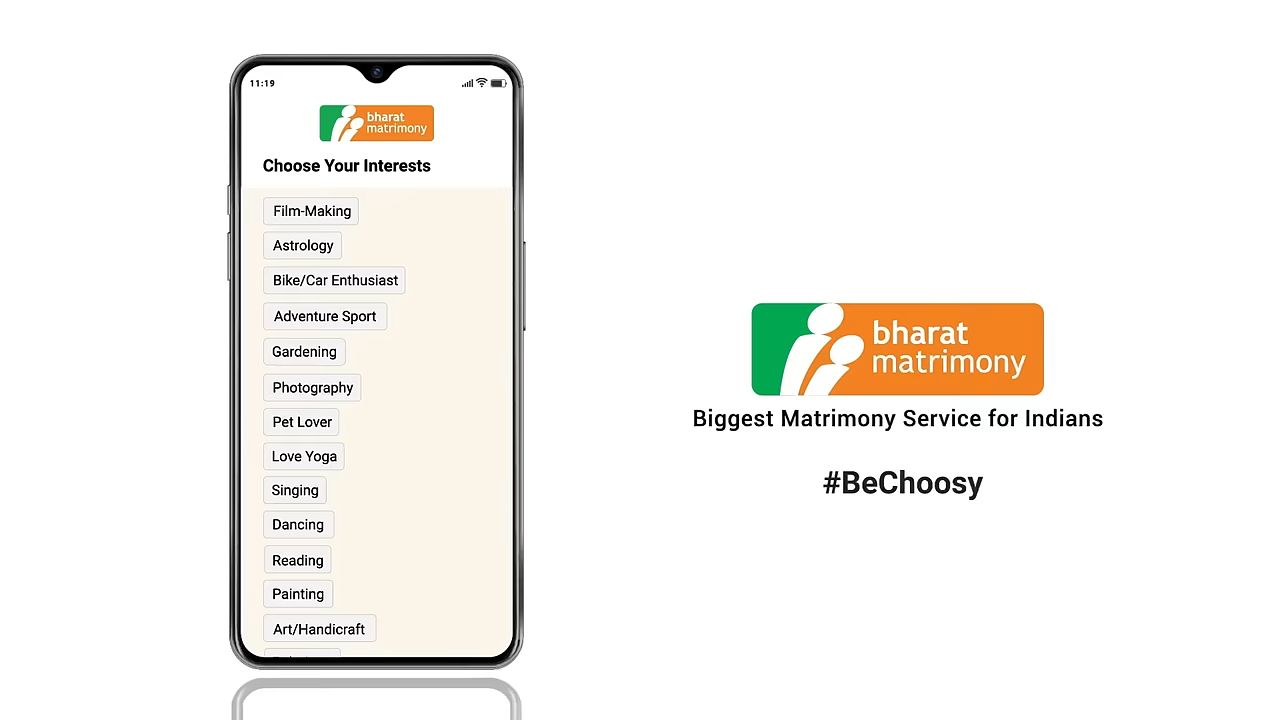 11:19
bharat
matrimony
Choose Your Interests
Film-Making
Astrology
Bike/Car Enthusiast
Adventure Sport
Gardening
Photography
Pet Lover
Love Yoga
Singing
Dancing
Reading
Painting
Art/Handicraft
bharat
matrimony
Biggest Matrimony Service for Indians
#BeChoosy